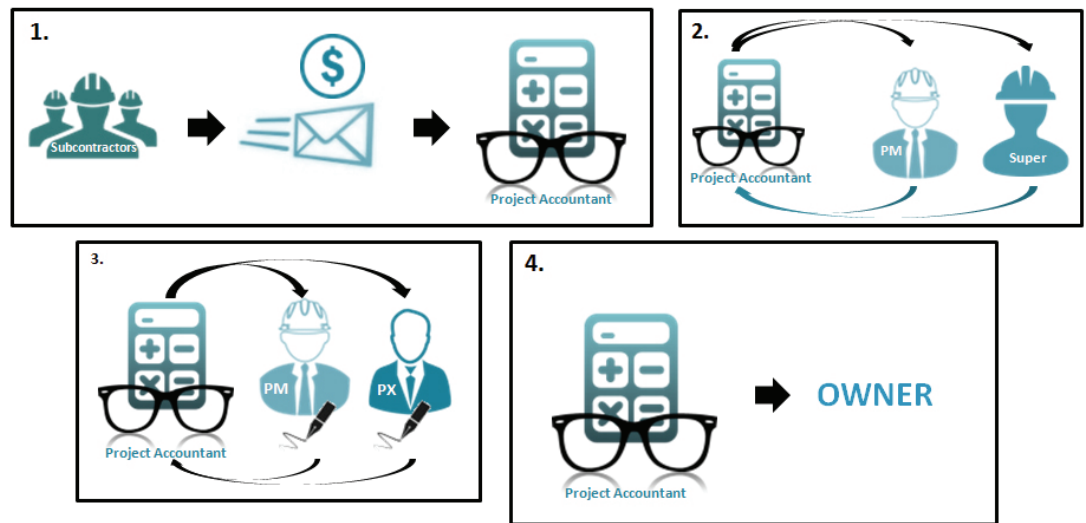 1.
$
Subcontractors
Project Accountant
2.
PM
Super
Project Accountant
3.
PM
PX
Project Accountant
4.
OWNER
Project Accountant